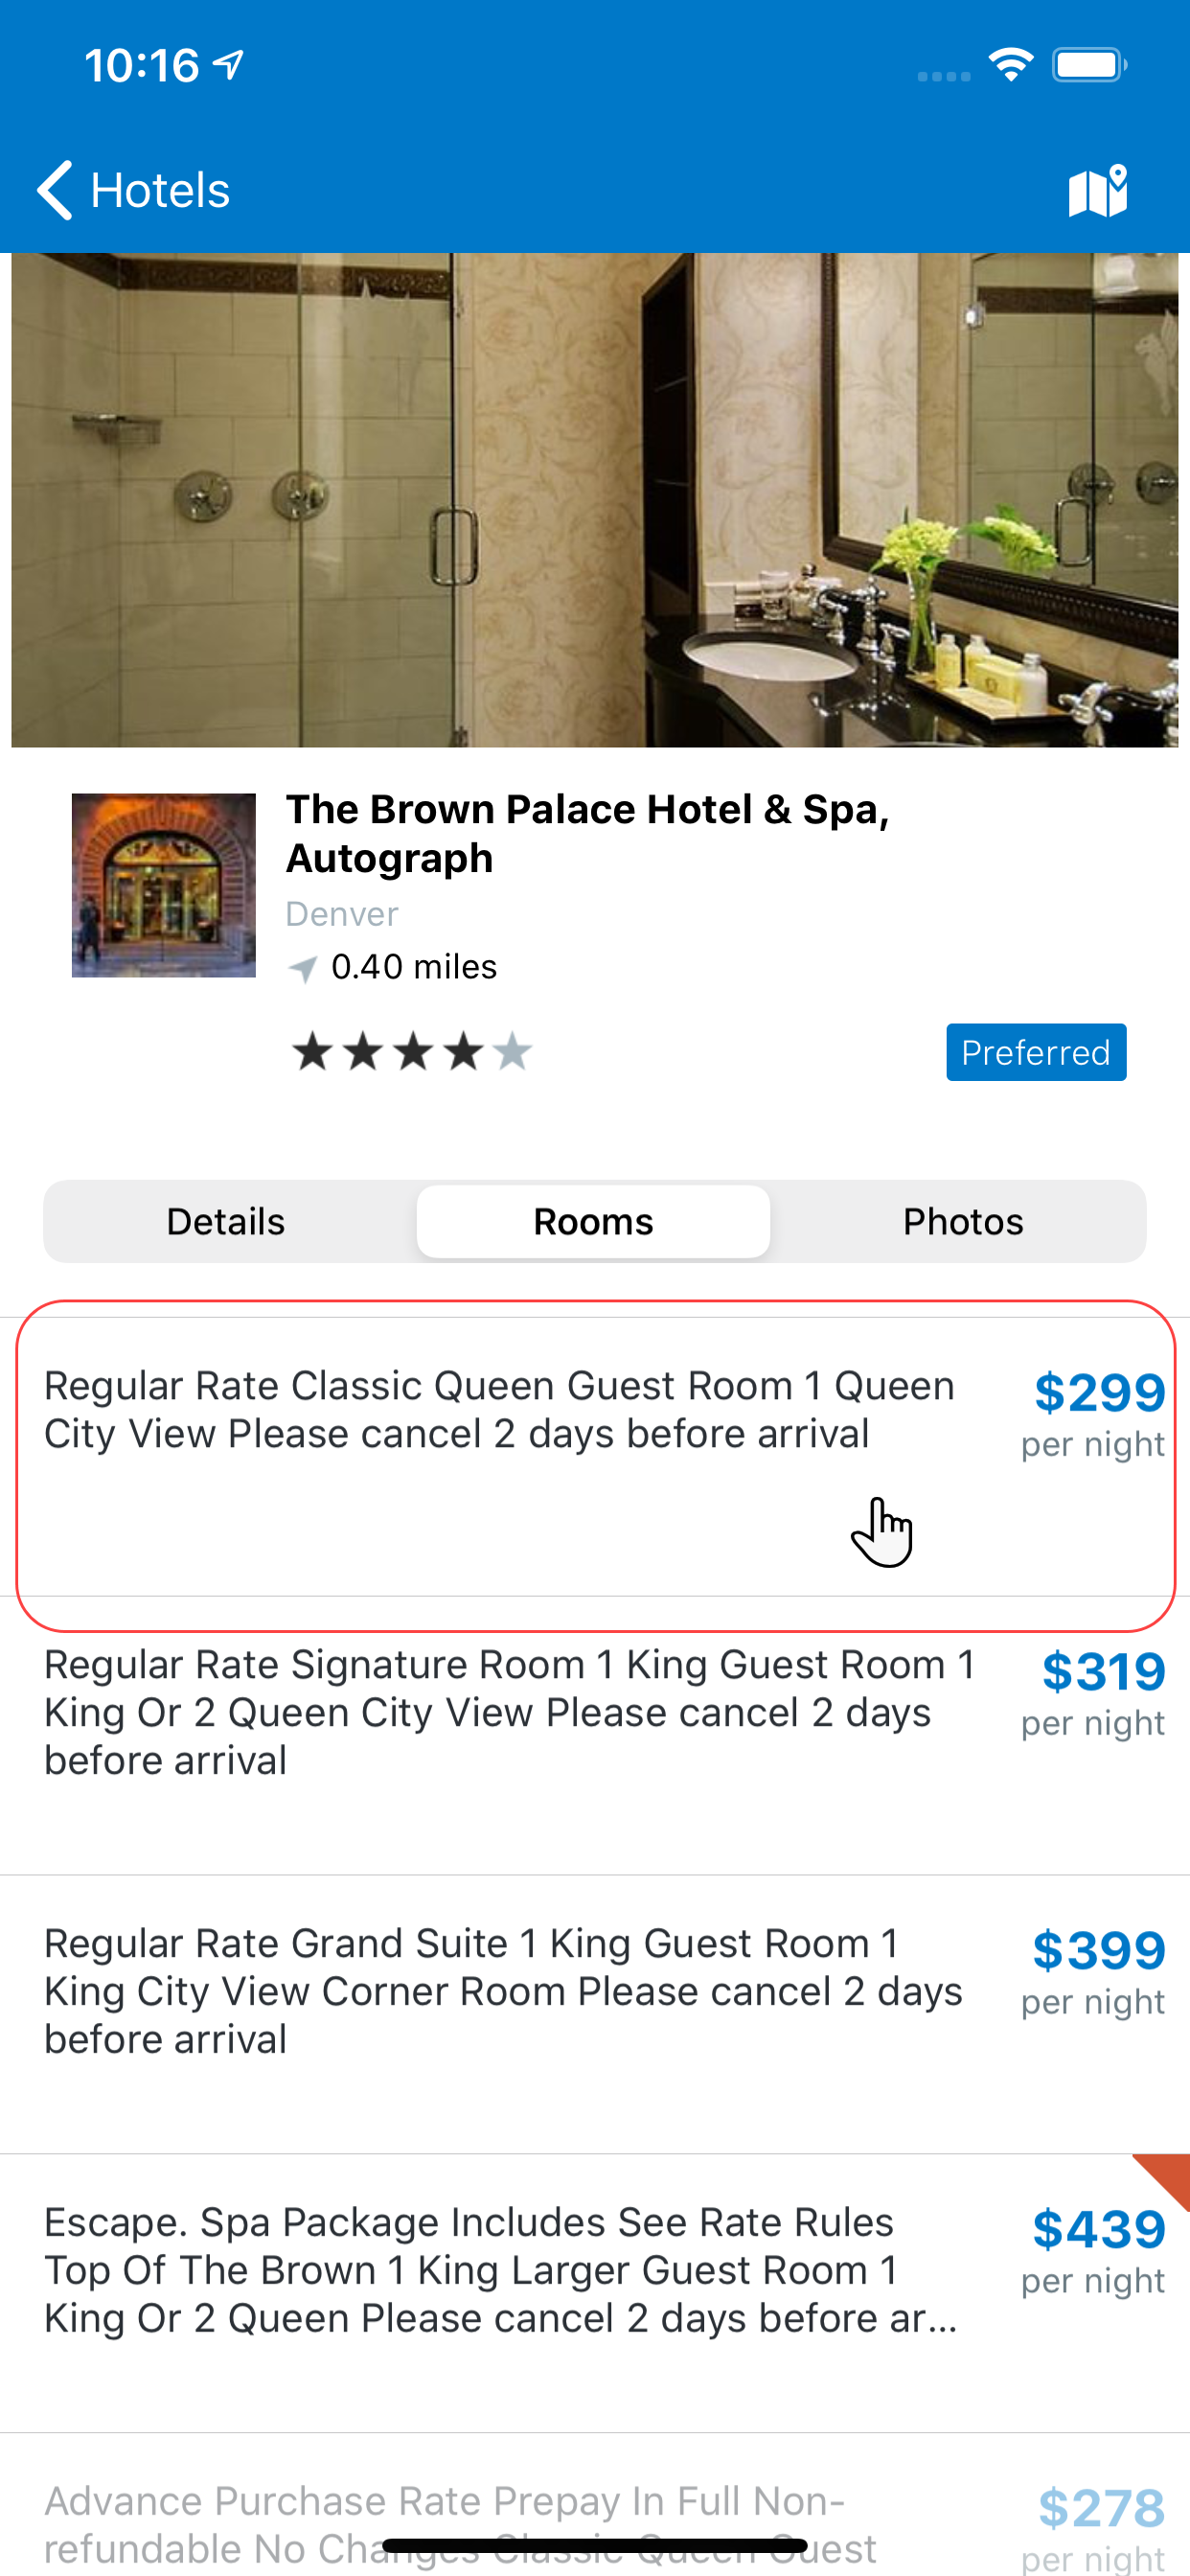 10:16
Hotels
The Brown Palace Hotel & Spa,
Autograph
Denver
0.40 miles
Preferred
Details
Rooms
Photos
Regular Rate Classic Queen Guest Room 1 Queen
City View Please cancel 2 days before arrival
$299
per night
Regular Rate Signature Room 1 King Guest Room 1
King Or 2 Queen City View Please cancel 2 days
before arrival
$319
per night
Regular Rate Grand Suite 1 King Guest Room 1
King City View Corner Room Please cancel 2 days
before arrival
$399
per night
Escape. Spa Package Includes See Rate Rules
Top Of The Brown 1 King Larger Guest Room 1
King Or 2 Queen Please cancel 2 days before ar...
$439
per night
Advance Purchase Rate Prepay In Full Non-
refundable No Changes Classic Queen Guest
$278
per night